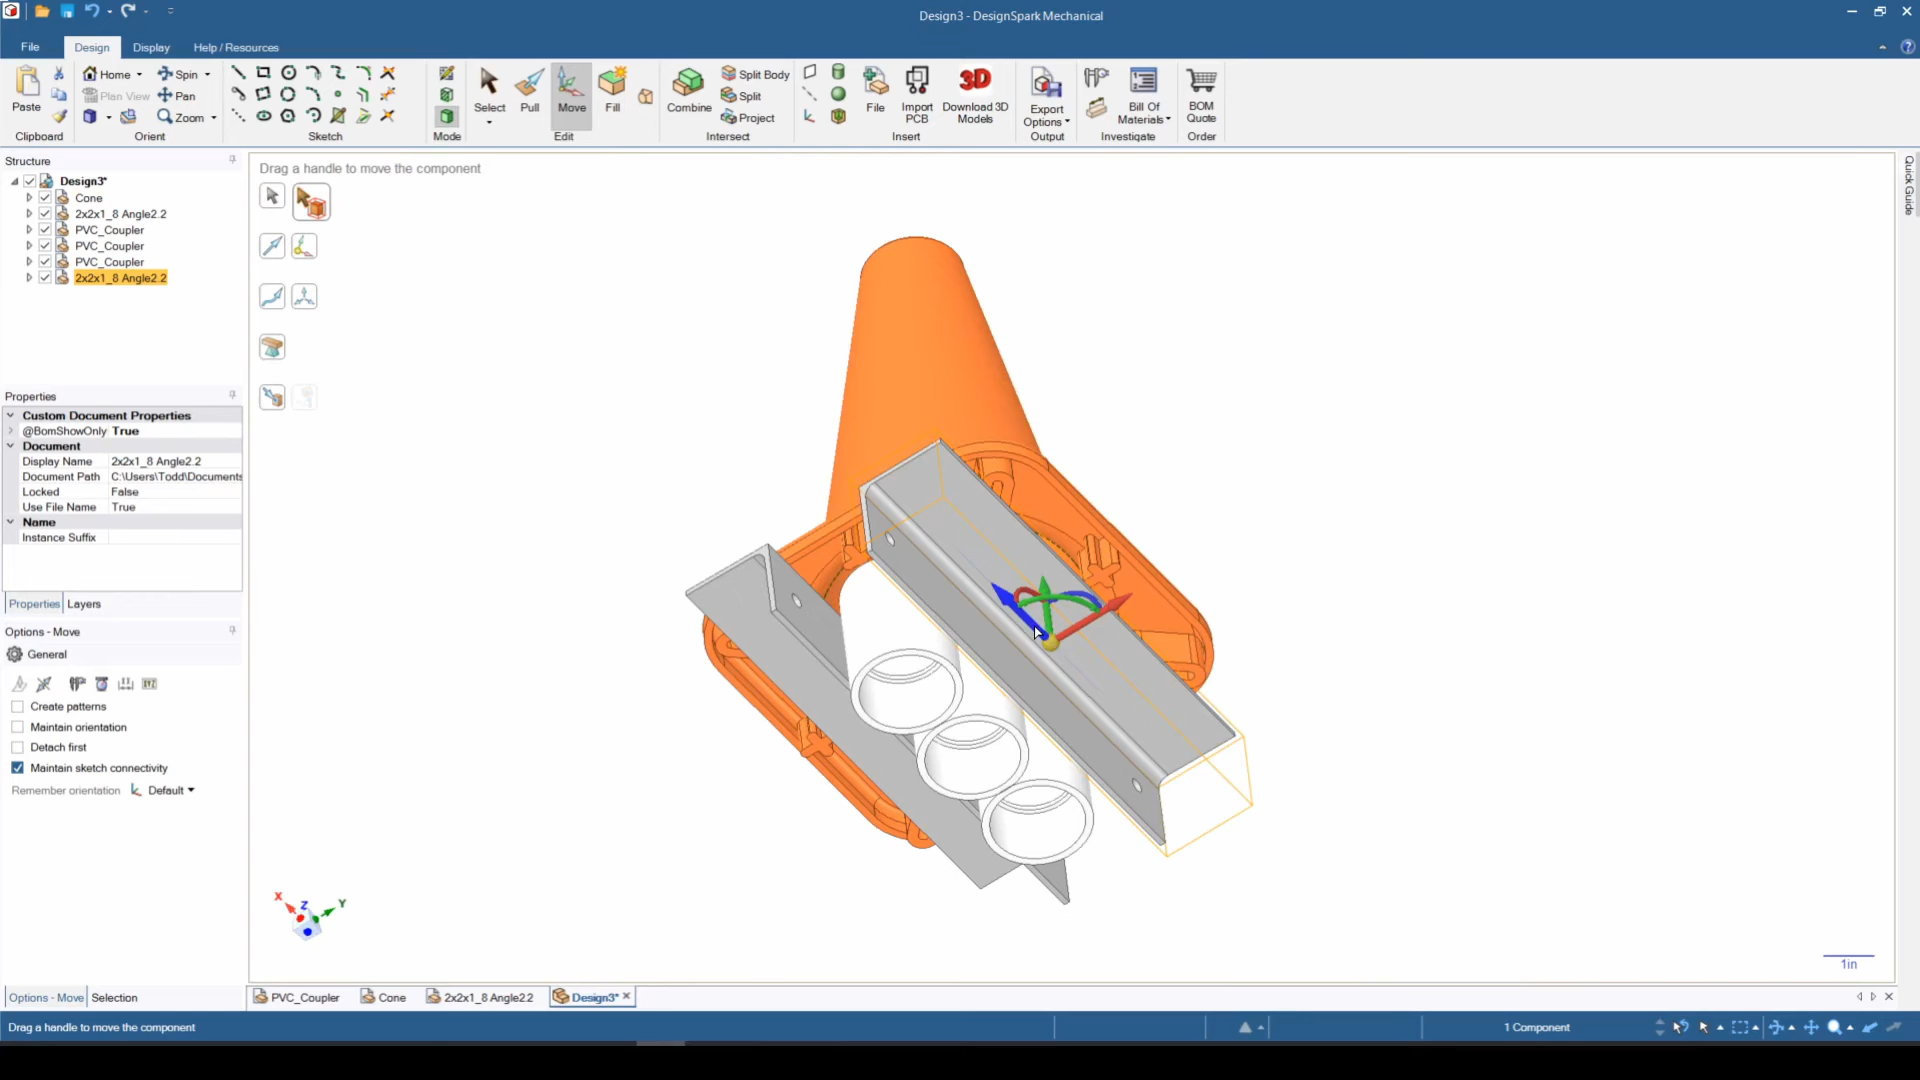 Design3 - DesignSpark Mechanical
File
Design
Display
Help / Resources
Paste
Clipboard
Home
Plan View
Spin
Pan
Zoom
Orient
Sketch
Mode
Select
Pull
Move
Fill
Edit
Combine
Split Body
Split
Project
Intersect
File
Import PCB
3D
Download 3D Models
Insert
Export Options
Output
Bill Of Materials
Investigate
BOM Quote
Order
Structure
Design3*
Cone
2x2x1_8 Angle2.2
PVC_Coupler
PVC_Coupler
PVC_Coupler
2x2x1_8 Angle2.2
Properties
Custom Document Properties
@BomShowOnly True
Document
Display Name 2x2x1_8 Angle2.2
Document Path C:\Users\Todd\Documents
Locked False
Use File Name True
Name
Instance Suffix
Properties Layers
Options - Move
General
XYZ
Create patterns
Maintain orientation
Detach first
Maintain sketch connectivity
Remember orientation Default
Options - Move Selection
Drag a handle to move the component
X
Z
Y
1in
Quick Guide
PVC_Coupler
Cone
2x2x1_8 Angle2.2
Design3*
Drag a handle to move the component
1 Component